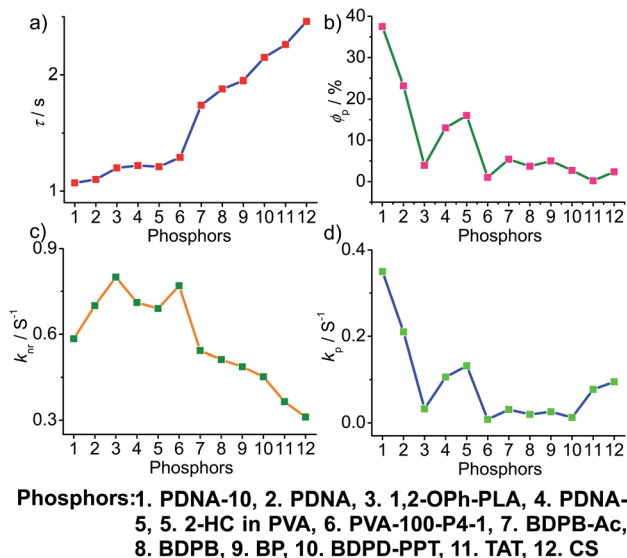 a)
τ / s
2
1
1 2 3 4 5 6 7 8 9 10 11 12
Phosphors
b)
ϕp / %
40
30
20
10
0
1 2 3 4 5 6 7 8 9 10 11 12
Phosphors
c)
knr / S-1
0.9
0.6
0.3
1 2 3 4 5 6 7 8 9 10 11 12
Phosphors
d)
kp / S-1
0.4
0.2
0.0
1 2 3 4 5 6 7 8 9 10 11 12
Phosphors
Phosphors:1. PDNA-10, 2. PDNA, 3. 1,2-OPh-PLA, 4. PDNA-
5, 5. 2-HC in PVA, 6. PVA-100-P4-1, 7. BDPB-Ac,
8. BDPB, 9. BP, 10. BDPD-PPT, 11. TAT, 12. CS